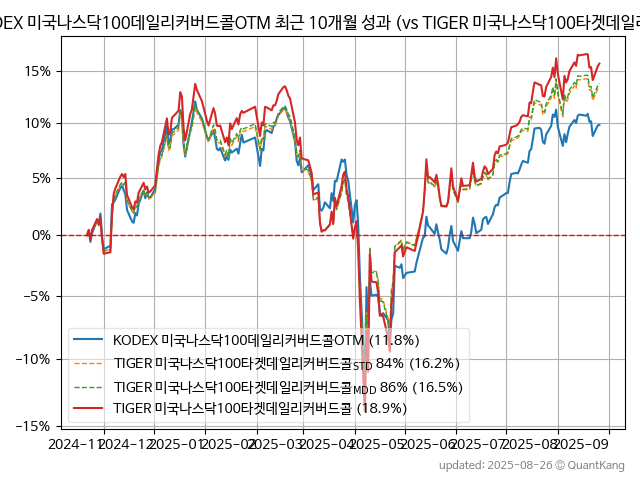 DEX 미국나스닥100데일리커버드콜OTM 최근 10개월 성과 (vs TIGER 미국나스닥100타겟데일리
15%
10%
5%
0%
−5%
−10%
−15%
KODEX 미국나스닥100데일리커버드콜OTM (11.8%)
TIGER 미국나스닥100타겟데일리커버드콜STD 84% (16.2%)
TIGER 미국나스닥100타겟데일리커버드콜MDD 86% (16.5%)
TIGER 미국나스닥100타겟데일리커버드콜 (18.9%)
2024-11 2024-12 2025-01 2025-02 2025-03 2025-04 2025-05 2025-06 2025-07 2025-08 2025-09
updated: 2025-08-26 © QuantKang